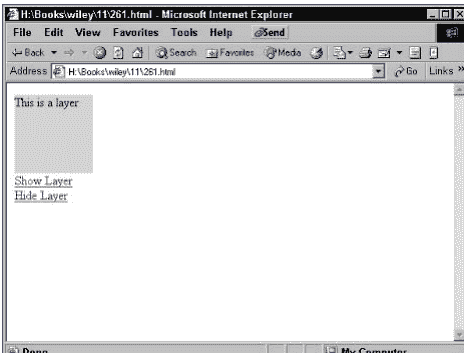 H:\Books\wiley\11\261.html - Microsoft Internet Explorer
File Edit View Favorites Tools Help Send
Back Search Favorites Media
Address H:\Books\wiley\11\261.html Go Links »
This is a layer
Show Layer
Hide Layer
Done My Computer